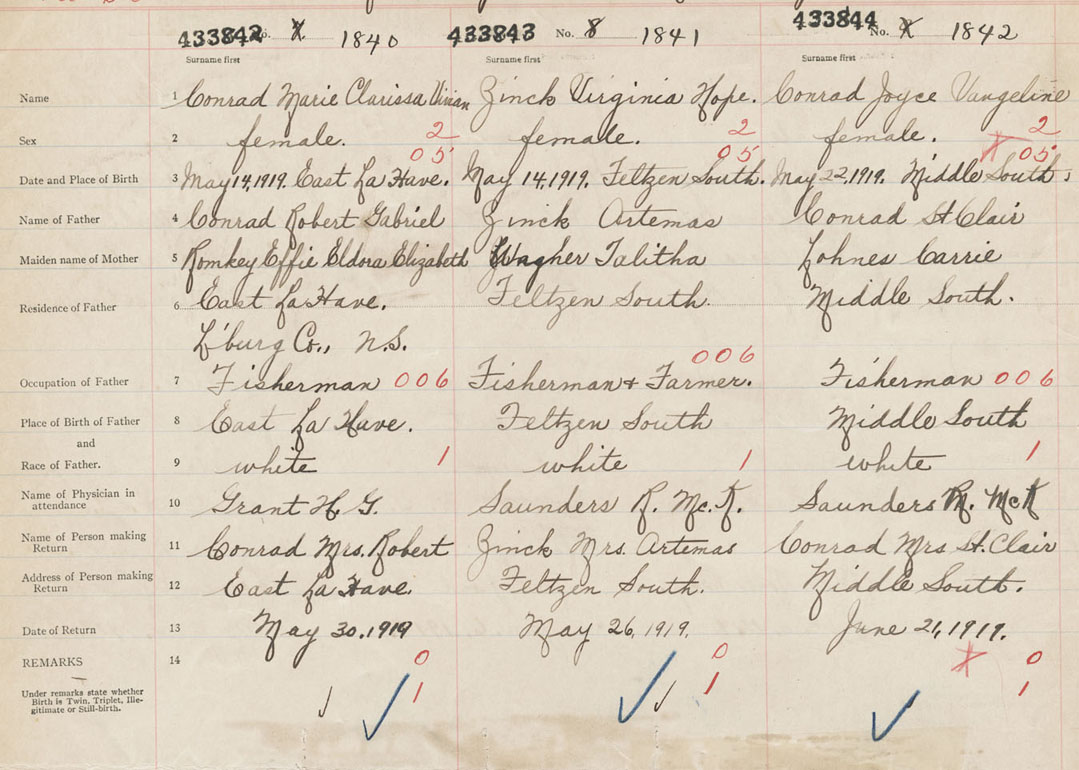 433842 No. 7. 1840 433843 No. 8 1841 433844 No. 1842
Surname first Surname first Surname first
Name 1 Conrad Marie Clarissa Vivian Zinck Virginia Hope. Conrad Joyce Vangeline
Sex 2 female. 2 female. 2 female. 2
05 05 05
Date and Place of Birth 3 May 14, 1919. East La Have. May 14, 1919. Feltzen South. May 22, 1919. Middle South
Name of Father 4 Conrad Robert Gabriel Zinck Artemas Conrad St Clair
Maiden name of Mother 5 Romkey Effie Eldora Elizabeth Wagner Talitha Lohnes Carrie
Residence of Father 6 East La Have. Feltzen South. Middle South.
L'burg Co., N.S.
006
Occupation of Father 7 Fisherman 006 Fisherman + Farmer. Fisherman 006
Place of Birth of Father 8 East La Have. Feltzen South Middle South
and
Race of Father. 9 white 1 white 1 white 1
Name of Physician in
attendance 10 Grant H. G. Saunders R. Mc. K. Saunders R. McK
Name of Person making
Return 11 Conrad Mrs. Robert Zinck Mrs. Artemas Conrad Mrs St. Clair
Address of Person making
Return 12 East La Have. Feltzen South. Middle South.
Date of Return 13 May 30, 1919 May 26, 1919. June 21, 1919.
REMARKS 14 0 0 0
Under remarks state whether
Birth is Twin, Triplet, Ille-
gitimate or Still-birth.
1 1 1